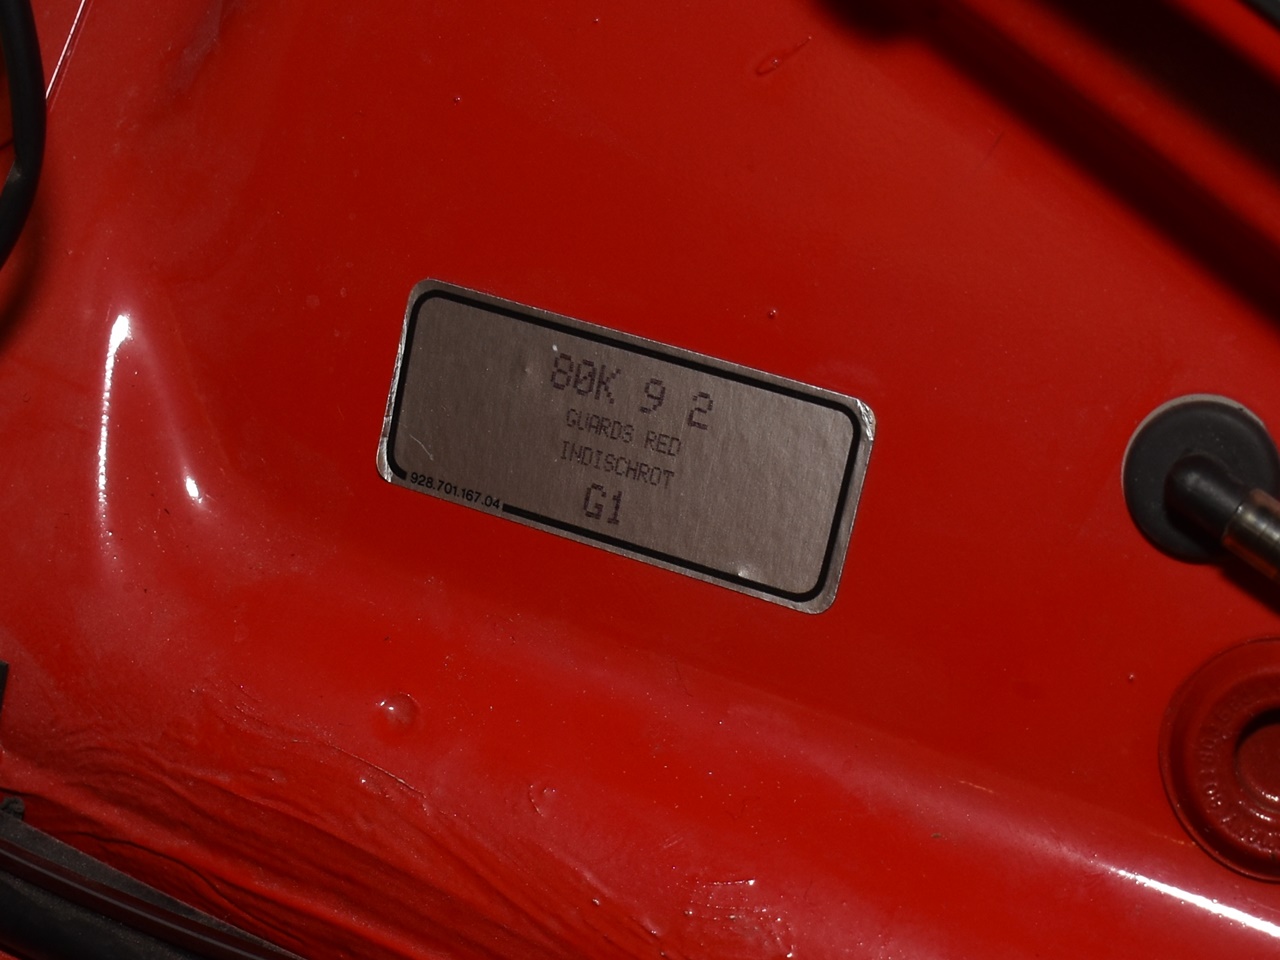 80K 9 2
GUARDS RED
INDISCHROT
G1
928.701.167.04